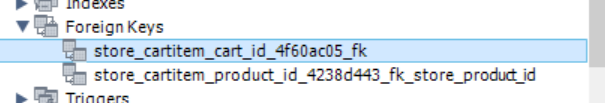 Indexes
Foreign Keys
store_cartitem_cart_id_4f60ac05_fk
store_cartitem_product_id_4238d443_fk_store_product_id
Triggers